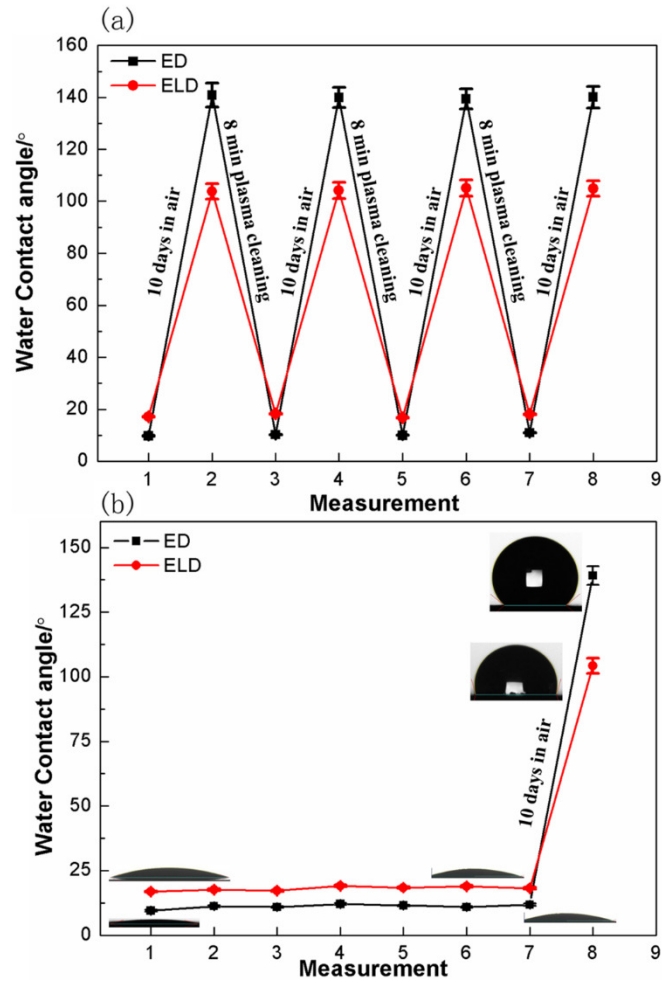 (a)
160
140
120
100
80
60
40
20
0
Water Contact angle/°
ED
ELD
10 days in air
8 min plasma cleaning
10 days in air
8 min plasma cleaning
10 days in air
8 min plasma cleaning
10 days in air
1 2 3 4 5 6 7 8 9
Measurement
(b)
150
125
100
75
50
25
0
Water Contact angle/°
ED
ELD
10 days in air
1 2 3 4 5 6 7 8 9
Measurement